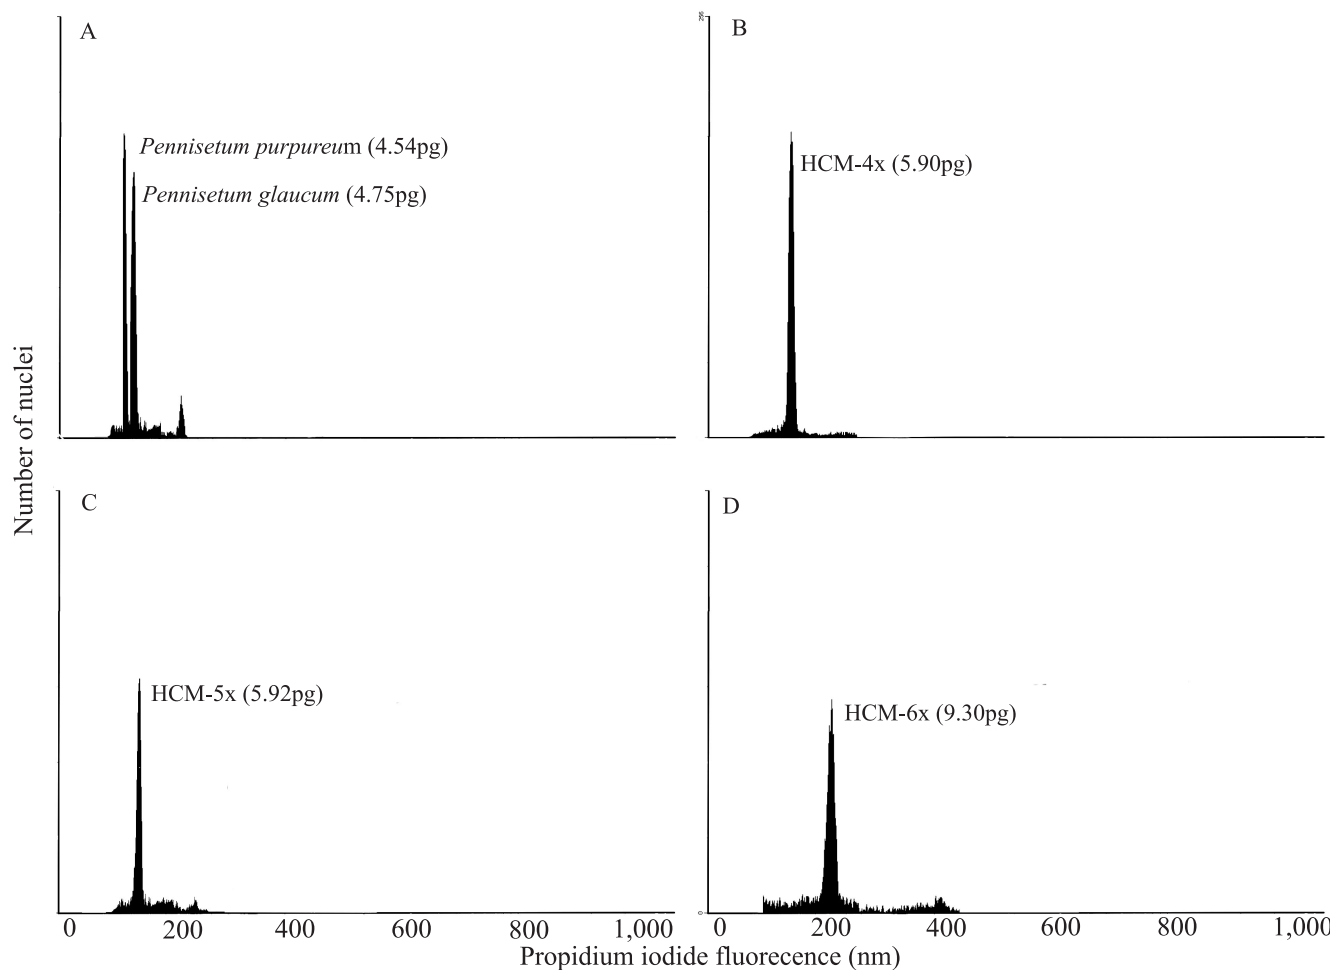 A
Pennisetum purpureum (4.54pg)
Pennisetum glaucum (4.75pg)
B
HCM-4x (5.90pg)
C
HCM-5x (5.92pg)
D
HCM-6x (9.30pg)
Number of nuclei
0 200 400 600 800 1,000
0 200 400 600 800 1,000
Propidium iodide fluorecence (nm)